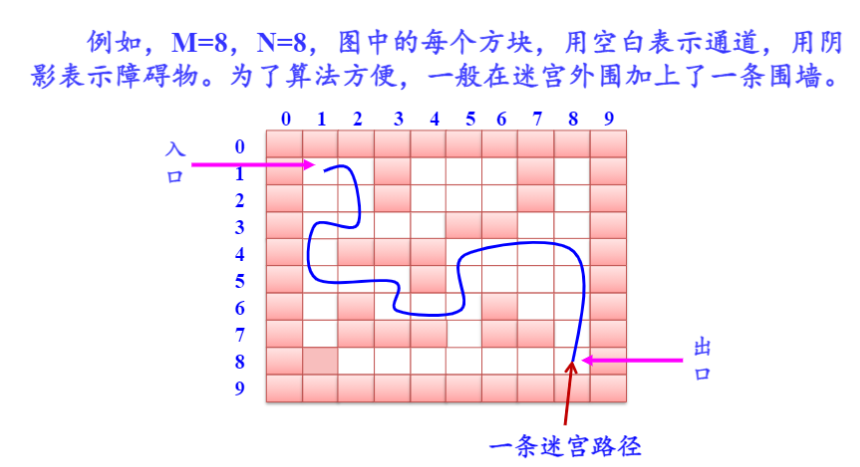 例如，M=8，N=8，图中的每个方块，用空白表示通道，用阴
影表示障碍物。为了算法方便，一般在迷宫外围加上了一条围墙。
0 1 2 3 4 5 6 7 8 9
入口
0
1
2
3
4
5
6
7
8
9
出口
一条迷宫路径